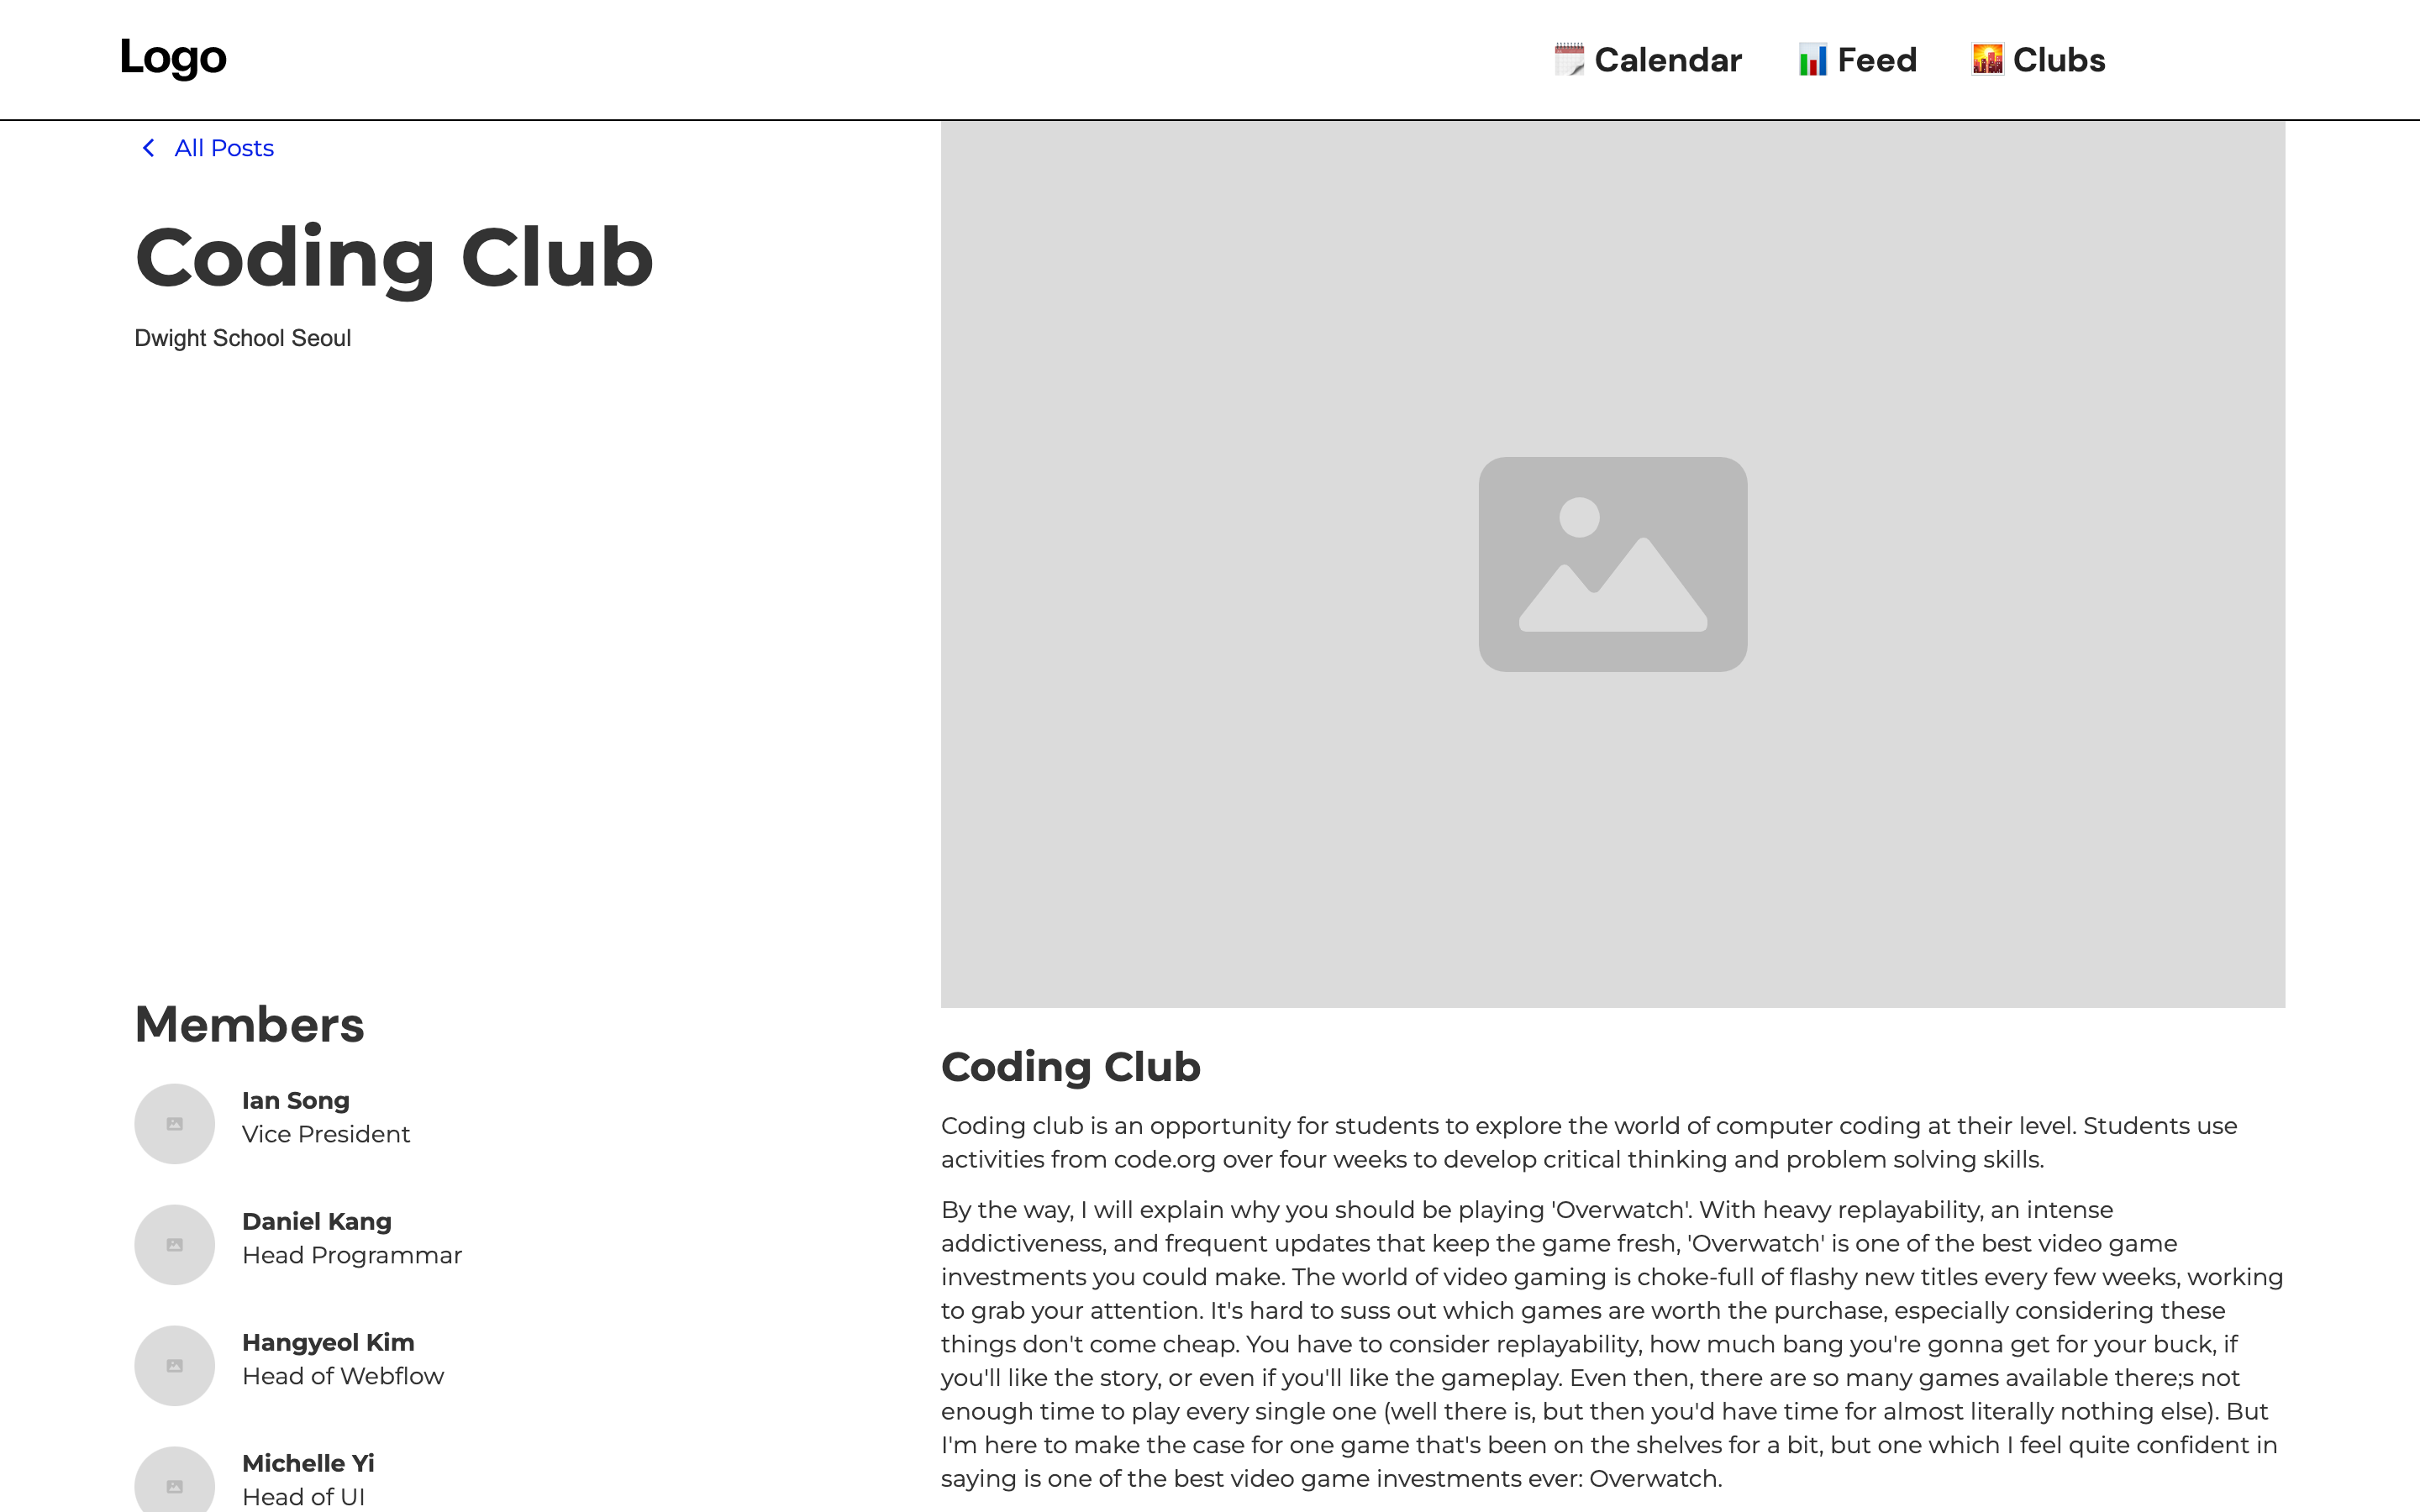 Logo
Calendar
Feed
Clubs
All Posts
Coding Club
Dwight School Seoul
Members
Ian Song
Vice President
Daniel Kang
Head Programmar
Hangyeol Kim
Head of Webflow
Michelle Yi
Head of UI
Coding Club
Coding club is an opportunity for students to explore the world of computer coding at their level. Students use
activities from code.org over four weeks to develop critical thinking and problem solving skills.
By the way, I will explain why you should be playing 'Overwatch'. With heavy replayability, an intense
addictiveness, and frequent updates that keep the game fresh, 'Overwatch' is one of the best video game
investments you could make. The world of video gaming is choke-full of flashy new titles every few weeks, working
to grab your attention. It's hard to suss out which games are worth the purchase, especially considering these
things don't come cheap. You have to consider replayability, how much bang you're gonna get for your buck, if
you'll like the story, or even if you'll like the gameplay. Even then, there are so many games available there;s not
enough time to play every single one (well there is, but then you'd have time for almost literally nothing else). But
I'm here to make the case for one game that's been on the shelves for a bit, but one which I feel quite confident in
saying is one of the best video game investments ever: Overwatch.